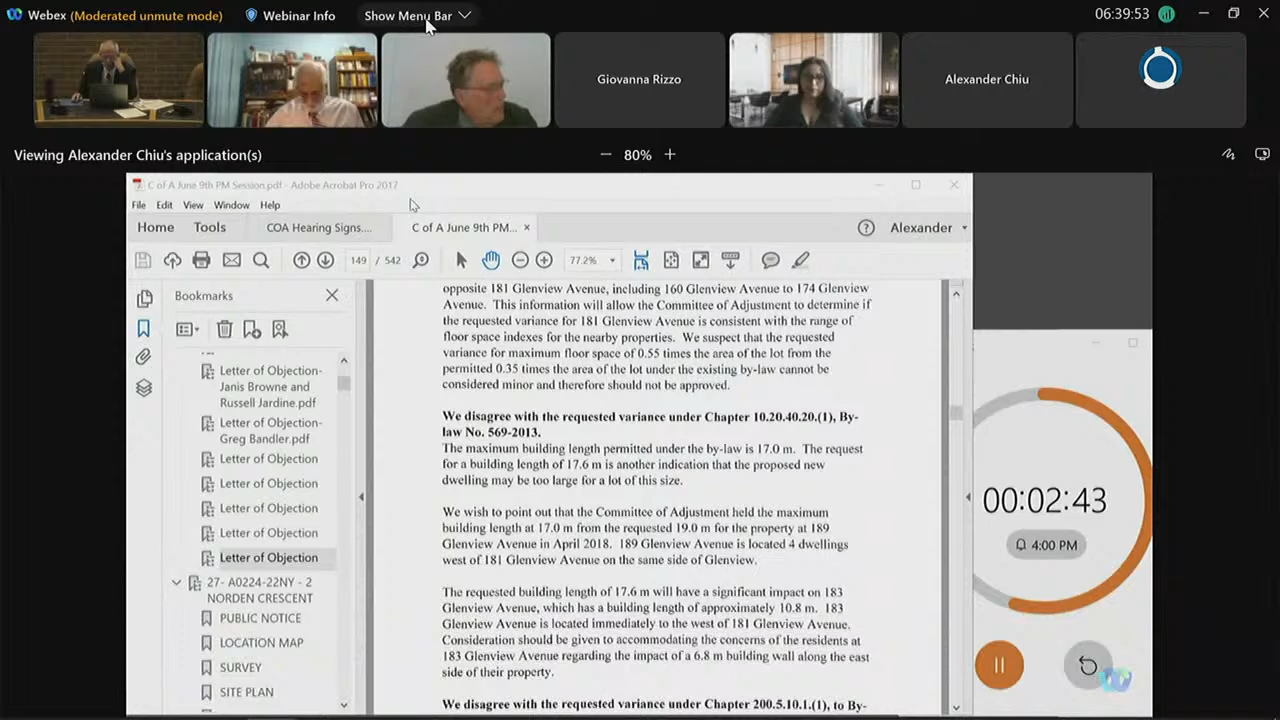 Webex (Moderated unmute mode) Webinar Info Show Menu Bar 06:39:53
Giovanna Rizzo
Alexander Chiu
Viewing Alexander Chiu's application(s) 80%
C of A June 9th PM Session.pdf - Adobe Acrobat Pro 2017
File Edit View Window Help
Home Tools COA Hearing Signs.... C of A June 9th PM... × Alexander
149 / 542 77.2%
Bookmarks
Letter of Objection-
Janis Browne and
Russell Jardine.pdf
Letter of Objection-
Greg Bandler.pdf
Letter of Objection
Letter of Objection
Letter of Objection
Letter of Objection
Letter of Objection
27- A0224-22NY - 2
NORDEN CRESCENT
PUBLIC NOTICE
LOCATION MAP
SURVEY
SITE PLAN
opposite 181 Glenview Avenue, including 160 Glenview Avenue to 174 Glenview
Avenue. This information will allow the Committee of Adjustment to determine if
the requested variance for 181 Glenview Avenue is consistent with the range of
floor space indexes for the nearby properties. We suspect that the requested
variance for maximum floor space of 0.55 times the area of the lot from the
permitted 0.35 times the area of the lot under the existing by-law cannot be
considered minor and therefore should not be approved.
We disagree with the requested variance under Chapter 10.20.40.20.(1), By-
law No. 569-2013.
The maximum building length permitted under the by-law is 17.0 m. The request
for a building length of 17.6 m is another indication that the proposed new
dwelling may be too large for a lot of this size.
We wish to point out that the Committee of Adjustment held the maximum
building length at 17.0 m from the requested 19.0 m for the property at 189
Glenview Avenue in April 2018. 189 Glenview Avenue is located 4 dwellings
west of 181 Glenview Avenue on the same side of Glenview.
The requested building length of 17.6 m will have a significant impact on 183
Glenview Avenue, which has a building length of approximately 10.8 m. 183
Glenview Avenue is located immediately to the west of 181 Glenview Avenue.
Consideration should be given to accommodating the concerns of the residents at
183 Glenview Avenue regarding the impact of a 6.8 m building wall along the east
side of their property.
We disagree with the requested variance under Chapter 200.5.10.1.(1), to By-
00:02:43
4:00 PM